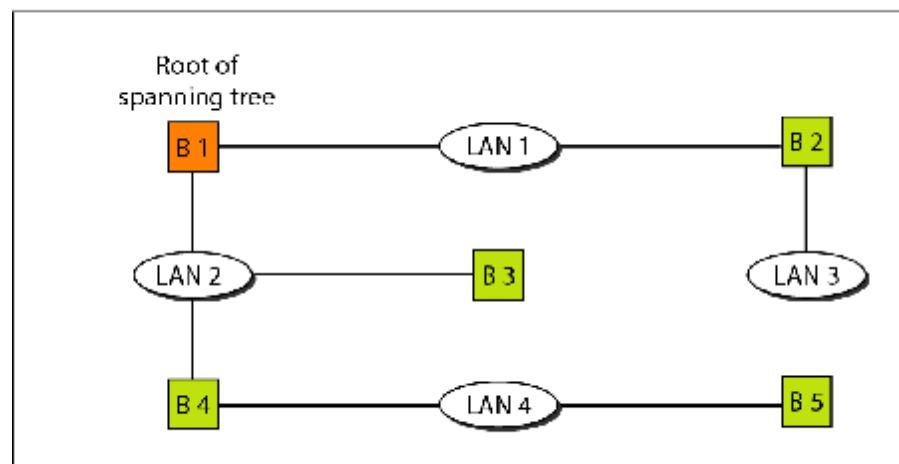 Root of
spanning tree
B 1
LAN 1
B 2
LAN 2
B 3
LAN 3
B 4
LAN 4
B 5